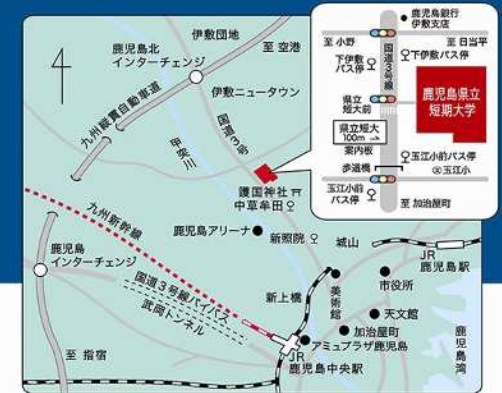 伊敷団地
至 空港
鹿児島北
インターチェンジ
伊敷ニュータウン
九州縦貫自動車道
甲突川
国道3号
護国神社
中草牟田
九州新幹線
鹿児島アリーナ
新照院
城山
JR
鹿児島駅
鹿児島
インターチェンジ
国道3号線バイパス
武岡トンネル
新上橋
美術館
市役所
天文館
加治屋町
アミュプラザ鹿児島
JR
鹿児島中央駅
至 指宿
鹿児島湾
鹿児島銀行
伊敷支店
至 小野
国道3号線
至 日当平
下伊敷
バス停
下伊敷バス停
県立
短大前
鹿児島県立
短期大学
県立短大
100m →
案内板
玉江小前バス停
歩道橋
文玉江小
玉江小前
バス停
至 加治屋町